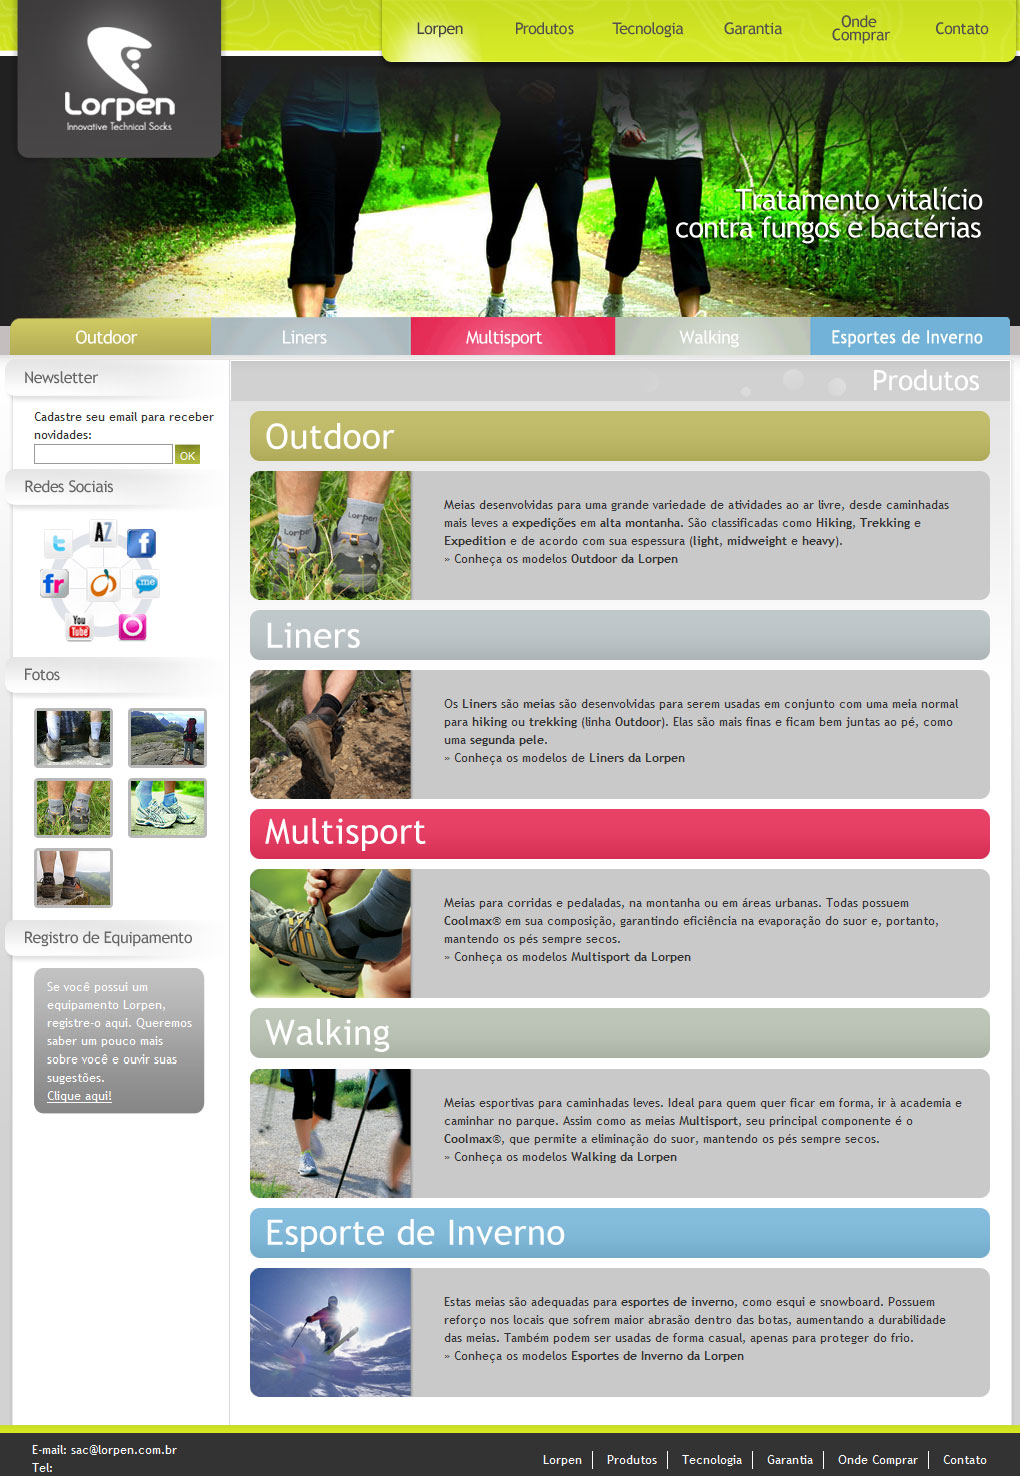 Lorpen
Innovative Technical Socks
Lorpen
Produtos
Tecnologia
Garantia
Onde
Comprar
Contato
Tratamento vitalício
contra fungos e bactérias
Outdoor
Liners
Multisport
Walking
Esportes de Inverno
Newsletter
Cadastre seu email para receber
novidades:
OK
Redes Sociais
AZ
t
f
fr
.me
You
Tube
Fotos
Registro de Equipamento
Se você possui um
equipamento Lorpen,
registre-o aqui. Queremos
saber um pouco mais
sobre você e ouvir suas
sugestões.
Clique aqui!
Produtos
Outdoor
Lorpen
Lorpen
Meias desenvolvidas para uma grande variedade de atividades ao ar livre, desde caminhadas
mais leves a expedições em alta montanha. São classificadas como Hiking, Trekking e
Expedition e de acordo com sua espessura (light, midweight e heavy).
» Conheça os modelos Outdoor da Lorpen
Liners
Os Liners são meias são desenvolvidas para serem usadas em conjunto com uma meia normal
para hiking ou trekking (linha Outdoor). Elas são mais finas e ficam bem juntas ao pé, como
uma segunda pele.
» Conheça os modelos de Liners da Lorpen
Multisport
Meias para corridas e pedaladas, na montanha ou em áreas urbanas. Todas possuem
Coolmax® em sua composição, garantindo eficiência na evaporação do suor e, portanto,
mantendo os pés sempre secos.
» Conheça os modelos Multisport da Lorpen
Walking
Meias esportivas para caminhadas leves. Ideal para quem quer ficar em forma, ir à academia e
caminhar no parque. Assim como as meias Multisport, seu principal componente é o
Coolmax®, que permite a eliminação do suor, mantendo os pés sempre secos.
» Conheça os modelos Walking da Lorpen
Esporte de Inverno
Estas meias são adequadas para esportes de inverno, como esqui e snowboard. Possuem
reforço nos locais que sofrem maior abrasão dentro das botas, aumentando a durabilidade
das meias. Também podem ser usadas de forma casual, apenas para proteger do frio.
» Conheça os modelos Esportes de Inverno da Lorpen
E-mail: sac@lorpen.com.br
Tel:
Lorpen
Produtos
Tecnologia
Garantia
Onde Comprar
Contato